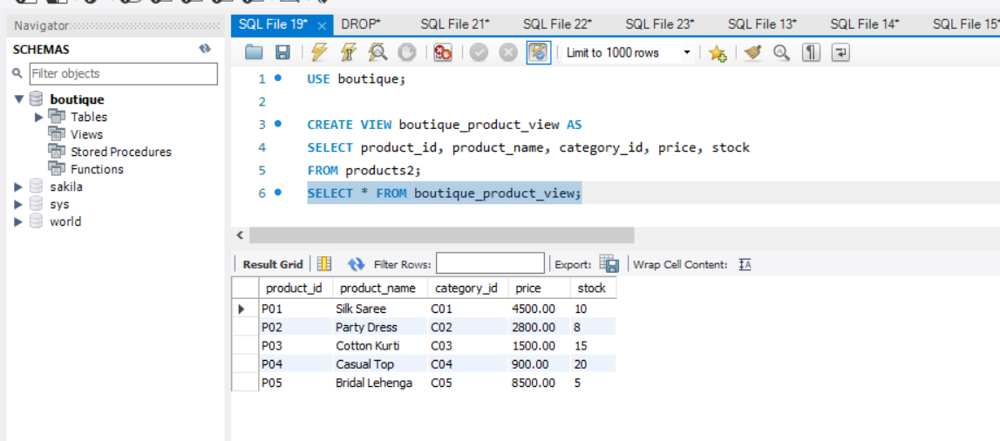 Navigator
SQL File 19* × DROP* SQL File 21* SQL File 22* SQL File 23* SQL File 13* SQL File 14* SQL File 15*
SCHEMAS
Limit to 1000 rows
Filter objects
boutique
Tables
Views
Stored Procedures
Functions
sakila
sys
world
1 USE boutique;
2
3 CREATE VIEW boutique_product_view AS
4 SELECT product_id, product_name, category_id, price, stock
5 FROM products2;
6 SELECT * FROM boutique_product_view;
Result Grid Filter Rows: Export: Wrap Cell Content:
product_id product_name category_id price stock
P01 Silk Saree C01 4500.00 10
P02 Party Dress C02 2800.00 8
P03 Cotton Kurti C03 1500.00 15
P04 Casual Top C04 900.00 20
P05 Bridal Lehenga C05 8500.00 5